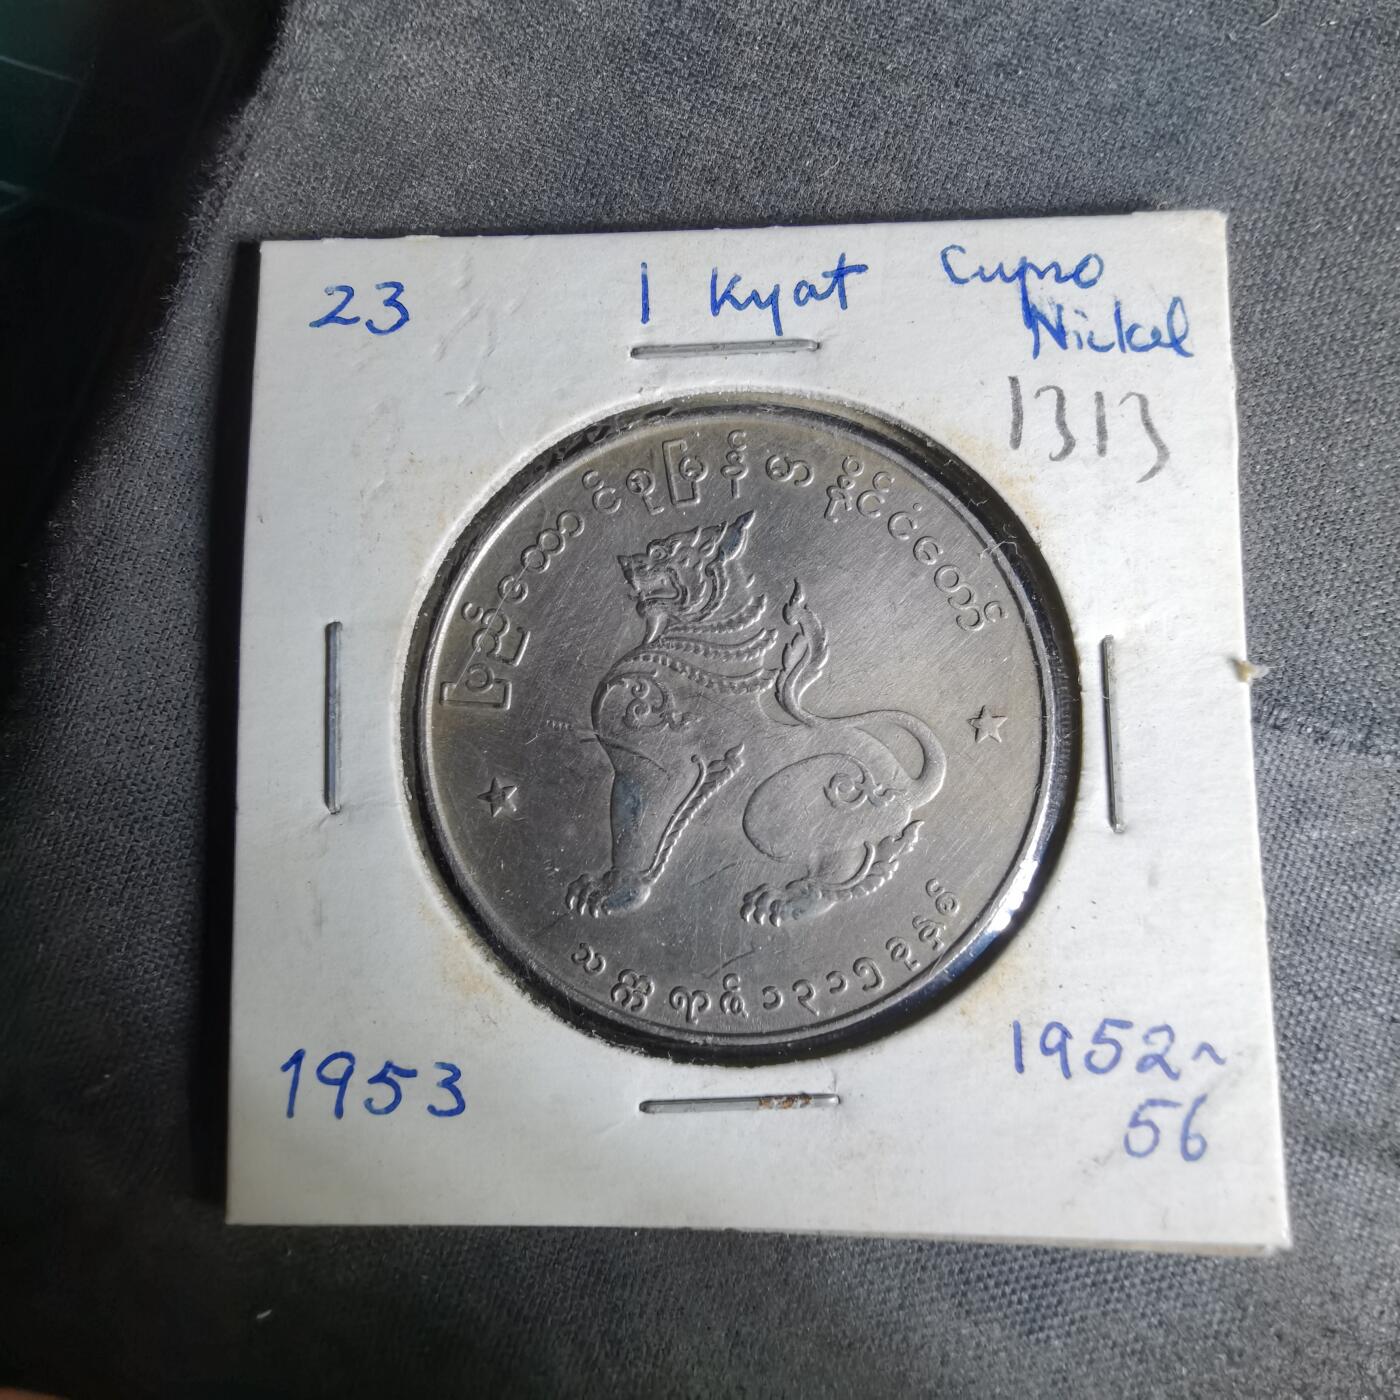 23 1 Kyat Cupro
Nickel
1313
ပြည်ထောင်စုမြန်မာနိုင်ငံတော်
သက္ကရာဇ် ၁၃၁၅ ခုနှစ်
1953 1952~
56